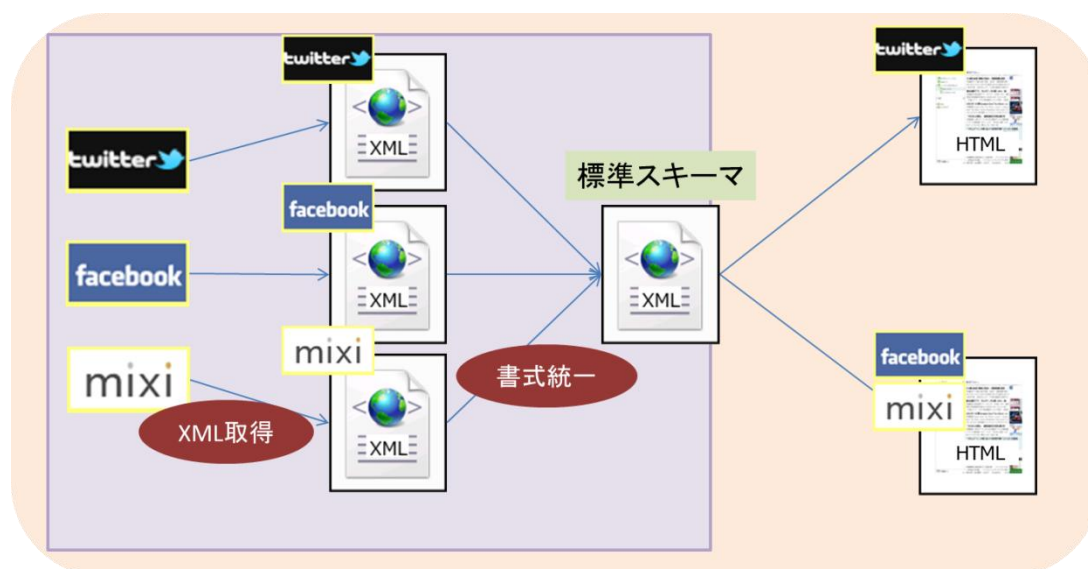 twitter
facebook
mixi
XML取得
twitter
XML
facebook
XML
mixi
XML
書式統一
標準スキーマ
XML
twitter
HTML
facebook
mixi
HTML